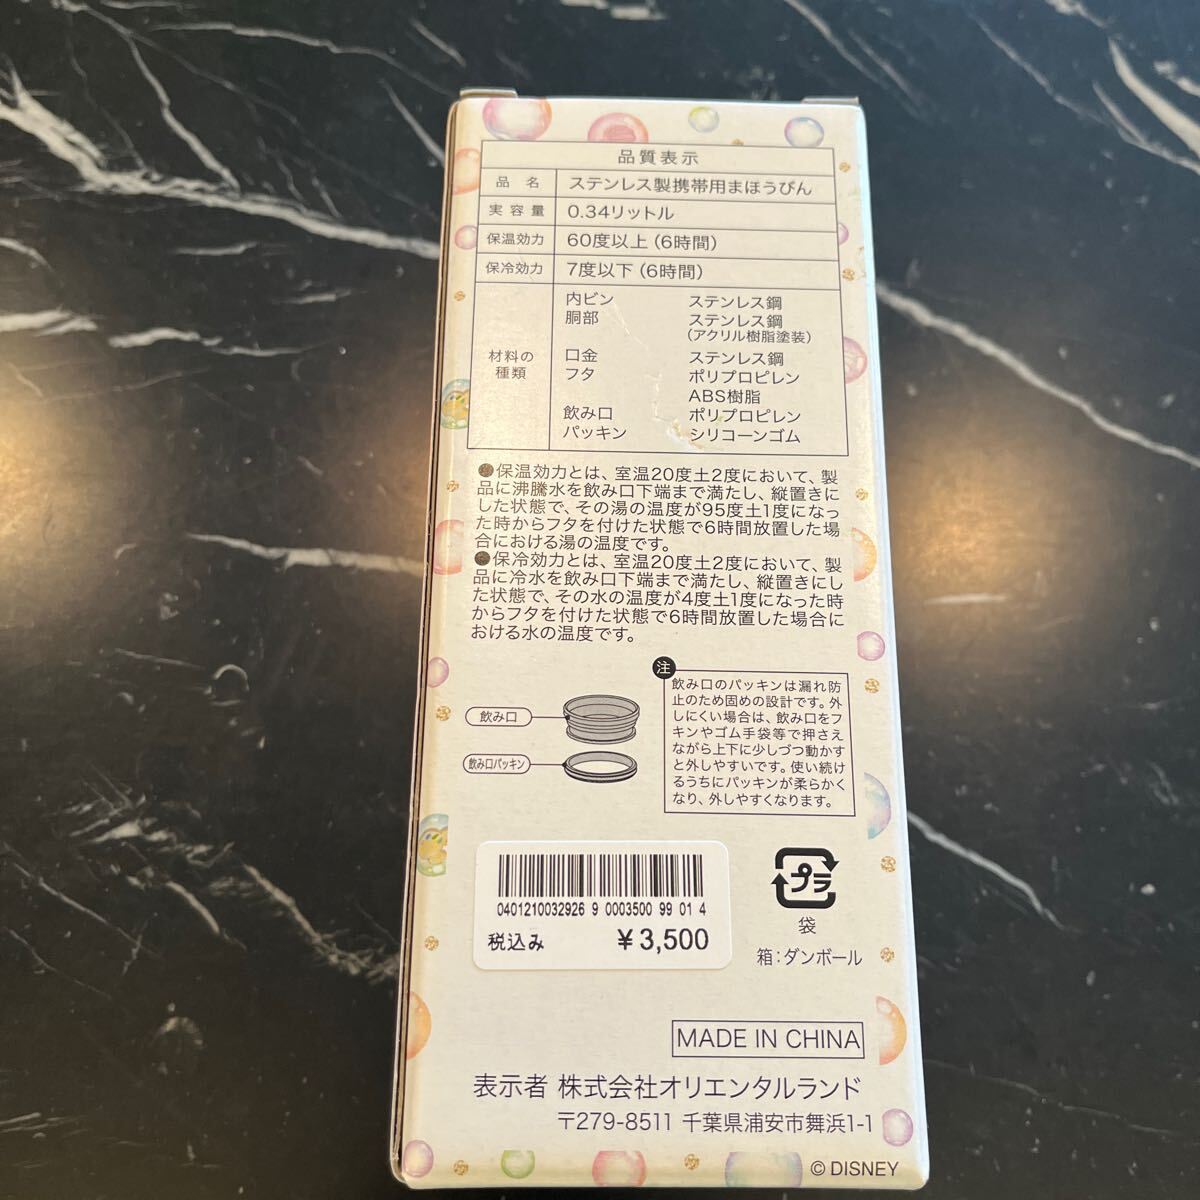 品質表示
品名 ステンレス製携帯用まほうびん
実容量 0.34リットル
保温効力 60度以上(6時間)
保冷効力 7度以下(6時間)
材料の種類
内ビン ステンレス鋼
胴部 ステンレス鋼
(アクリル樹脂塗装)
口金 ステンレス鋼
フタ ポリプロピレン
ABS樹脂
飲み口 ポリプロピレン
パッキン シリコーンゴム
●保温効力とは、室温20度土2度において、製
品に沸騰水を飲み口下端まで満たし、縦置きに
した状態で、その湯の温度が95度土1度になっ
た時からフタを付けた状態で6時間放置した場
合における湯の温度です。
●保冷効力とは、室温20度土2度において、製
品に冷水を飲み口下端まで満たし、縦置きにし
た状態で、その水の温度が4度土1度になった時
からフタを付けた状態で6時間放置した場合に
おける水の温度です。
飲み口
飲み口パッキン
注
飲み口のパッキンは漏れ防
止のため固めの設計です。外
しにくい場合は、飲み口をフ
キンやゴム手袋等で押さえ
ながら上下に少しづつ動かす
と外しやすいです。使い続け
るうちにパッキンが柔らかく
なり、外しやすくなります。
0401210032926 9 0003500 99 01 4
税込み ¥3,500
プラ
袋
箱:ダンボール
MADE IN CHINA
表示者 株式会社オリエンタルランド
〒279-8511 千葉県浦安市舞浜1-1
© DISNEY